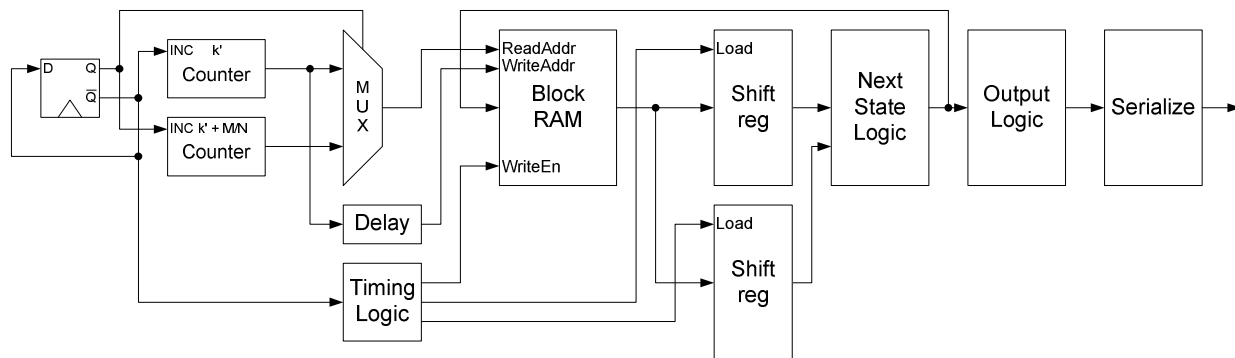 D Q
Q̅
INC k'
Counter
INC k' + M/N
Counter
MUX
Delay
Timing
Logic
ReadAddr
WriteAddr
Block
RAM
WriteEn
Load
Shift
reg
Load
Shift
reg
Next
State
Logic
Output
Logic
Serialize